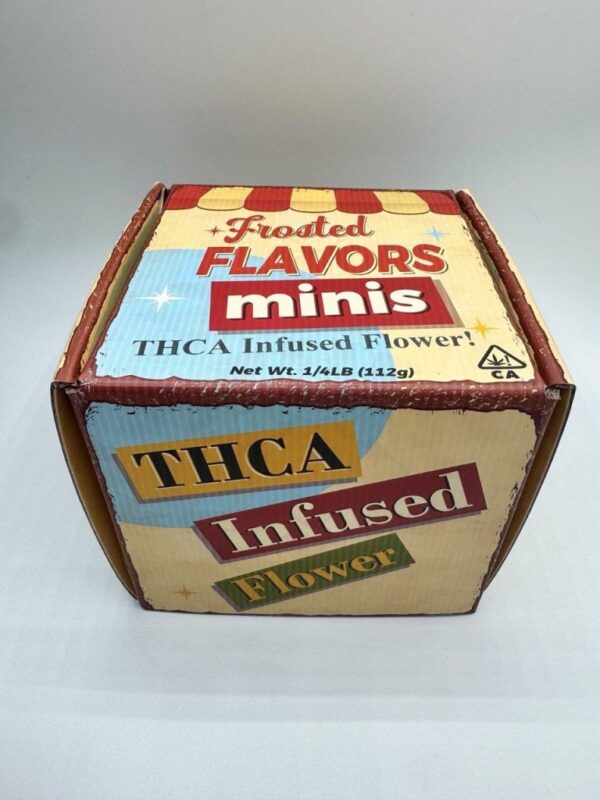 Frosted
FLAVORS
minis
THCA Infused Flower!
Net Wt. 1/4LB (112g)
CA
THCA
Infused
Flower